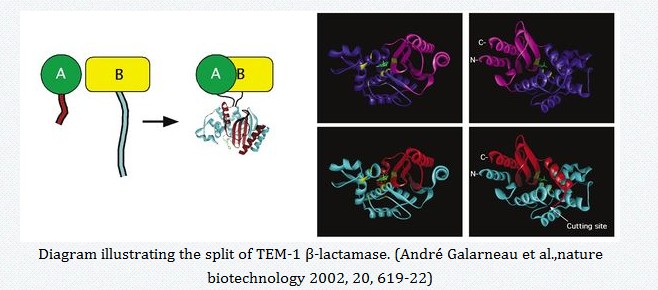 A
B
A
B
C-
N-
C-
N-
Cutting site
Diagram illustrating the split of TEM-1 β-lactamase. (André Galarneau et al.,nature
biotechnology 2002, 20, 619-22)